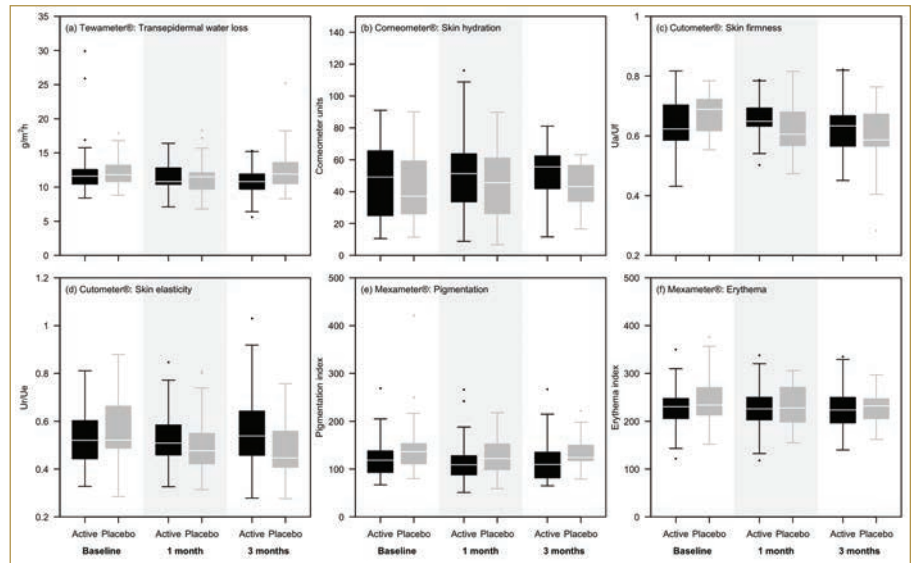 (a) Tewameter®: Transepidermal water loss
35
30
25
20
15
10
5
0
g/m²h
(b) Corneometer®: Skin hydration
140
120
100
80
60
40
20
0
Corneometer units
(c) Cutometer®: Skin firmness
1
0.8
0.6
0.4
0.2
Ua/Uf
(d) Cutometer®: Skin elasticity
1.2
1
0.8
0.6
0.4
0.2
Ur/Ue
Active Placebo Active Placebo Active Placebo
Baseline 1 month 3 months
(e) Mexameter®: Pigmentation
500
400
300
200
100
0
Pigmentation index
Active Placebo Active Placebo Active Placebo
Baseline 1 month 3 months
(f) Mexameter®: Erythema
500
400
300
200
100
0
Erythema index
Active Placebo Active Placebo Active Placebo
Baseline 1 month 3 months